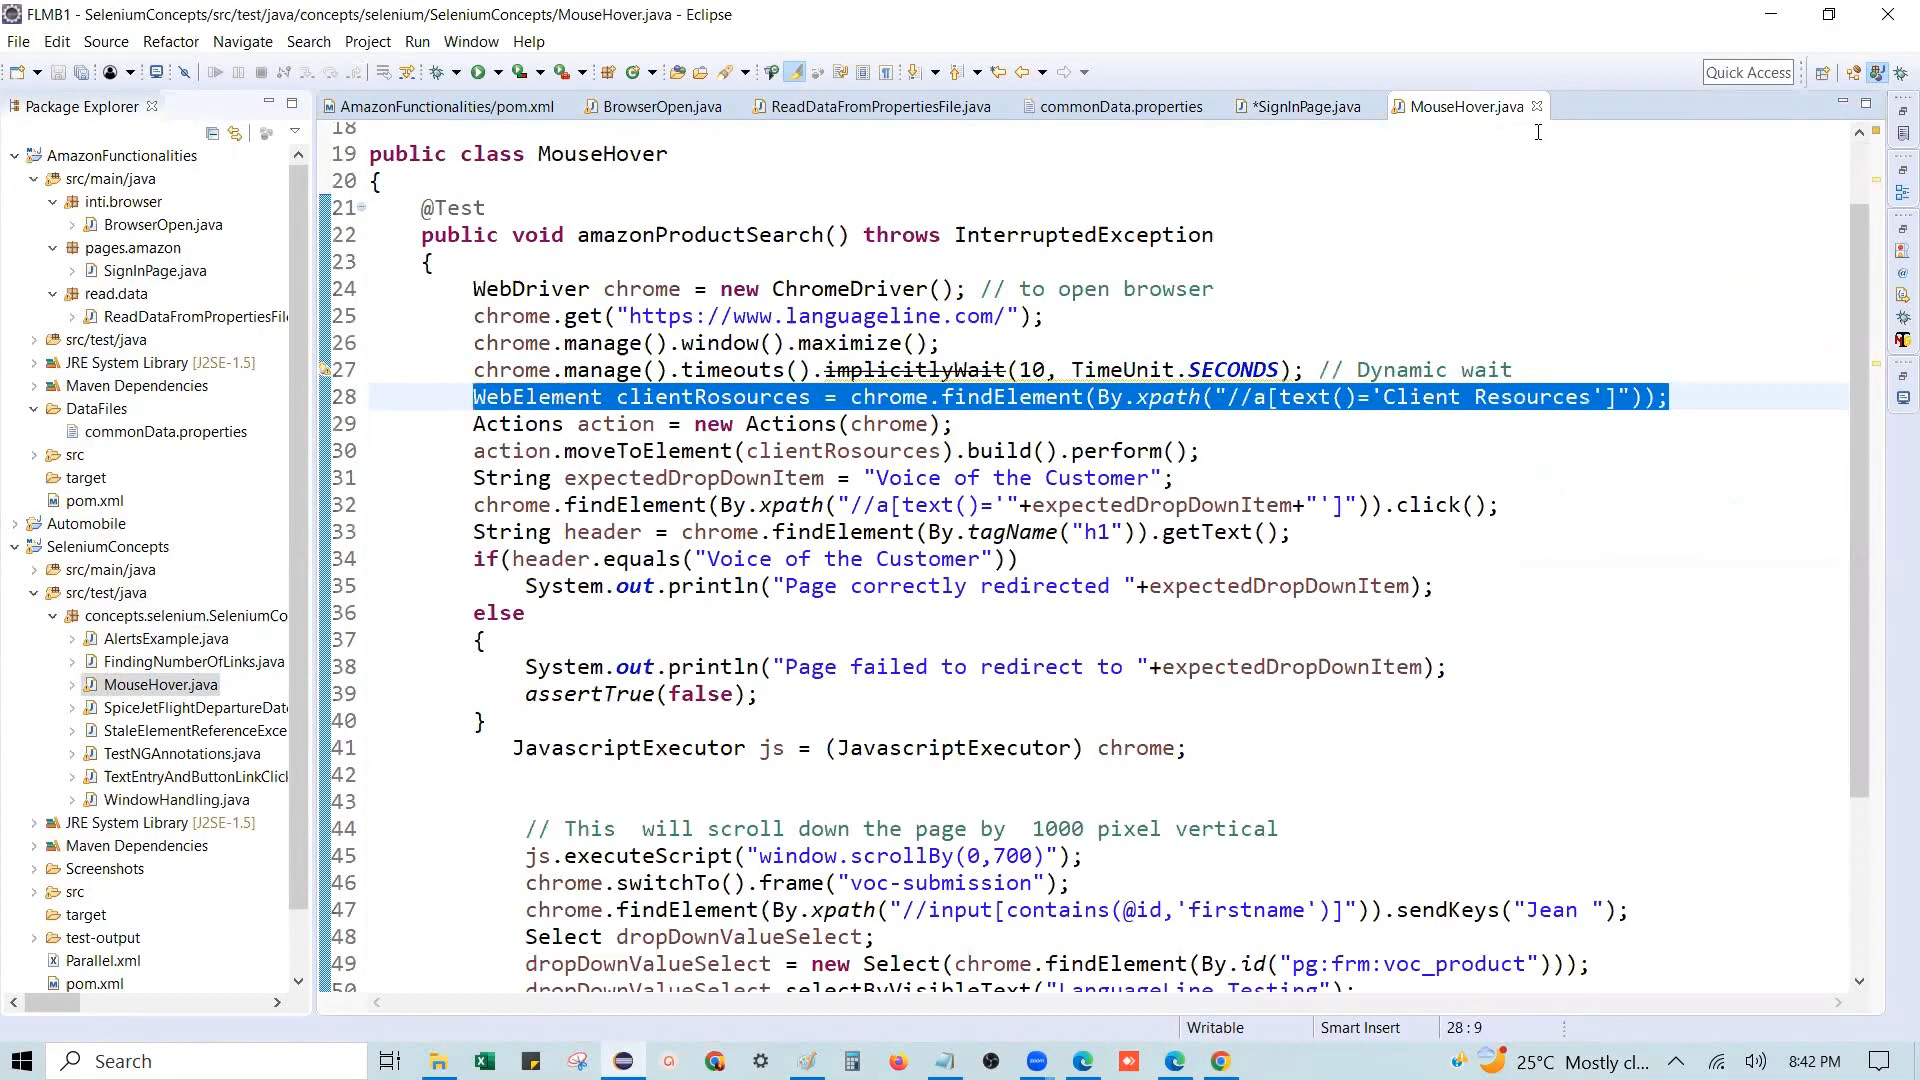 FLMB1 - SeleniumConcepts/src/test/java/concepts/selenium/SeleniumConcepts/MouseHover.java - Eclipse
File Edit Source Refactor Navigate Search Project Run Window Help
Quick Access
Package Explorer
AmazonFunctionalities/pom.xml BrowserOpen.java ReadDataFromPropertiesFile.java commonData.properties *SignInPage.java MouseHover.java
AmazonFunctionalities
src/main/java
inti.browser
BrowserOpen.java
pages.amazon
SignInPage.java
read.data
ReadDataFromPropertiesFil
src/test/java
JRE System Library [J2SE-1.5]
Maven Dependencies
DataFiles
commonData.properties
src
target
pom.xml
Automobile
SeleniumConcepts
src/main/java
src/test/java
concepts.selenium.SeleniumCo
AlertsExample.java
FindingNumberOfLinks.java
MouseHover.java
SpiceJetFlightDepartureDat
StaleElementReferenceExce
TestNGAnnotations.java
TextEntryAndButtonLinkClick
WindowHandling.java
JRE System Library [J2SE-1.5]
Maven Dependencies
Screenshots
src
target
test-output
Parallel.xml
pom.xml
18
19 public class MouseHover
20 {
21 @Test
22 public void amazonProductSearch() throws InterruptedException
23 {
24 WebDriver chrome = new ChromeDriver(); // to open browser
25 chrome.get("https://www.languageline.com/");
26 chrome.manage().window().maximize();
27 chrome.manage().timeouts().implicitlyWait(10, TimeUnit.SECONDS); // Dynamic wait
28 WebElement clientRosources = chrome.findElement(By.xpath("//a[text()='Client Resources']"));
29 Actions action = new Actions(chrome);
30 action.moveToElement(clientRosources).build().perform();
31 String expectedDropDownItem = "Voice of the Customer";
32 chrome.findElement(By.xpath("//a[text()='"+expectedDropDownItem+"']")).click();
33 String header = chrome.findElement(By.tagName("h1")).getText();
34 if(header.equals("Voice of the Customer"))
35 System.out.println("Page correctly redirected "+expectedDropDownItem);
36 else
37 {
38 System.out.println("Page failed to redirect to "+expectedDropDownItem);
39 assertTrue(false);
40 }
41 JavascriptExecutor js = (JavascriptExecutor) chrome;
42
43
44 // This  will scroll down the page by  1000 pixel vertical
45 js.executeScript("window.scrollBy(0,700)");
46 chrome.switchTo().frame("voc-submission");
47 chrome.findElement(By.xpath("//input[contains(@id,'firstname')]")).sendKeys("Jean ");
48 Select dropDownValueSelect;
49 dropDownValueSelect = new Select(chrome.findElement(By.id("pg:frm:voc_product")));
50 dropDownValueSelect.selectByVisibleText("LanguageLine Testing");
Writable Smart Insert 28 : 9
Search 25°C Mostly cl... 8:42 PM